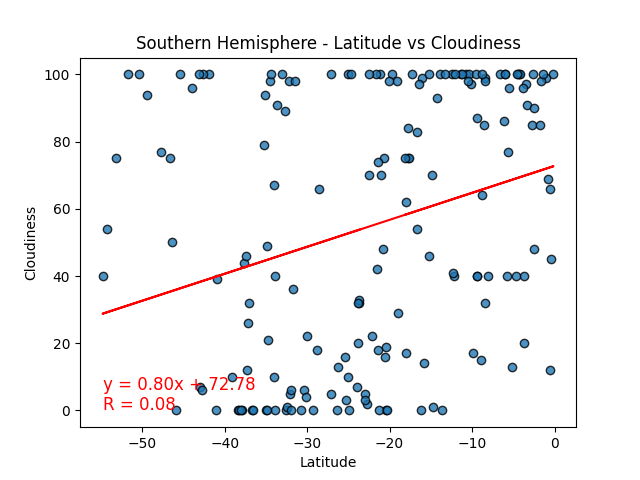 Southern Hemisphere - Latitude vs Cloudiness
100
80
60
40
20
0
Cloudiness
y = 0.80x + 72.78
R = 0.08
−50 −40 −30 −20 −10 0
Latitude